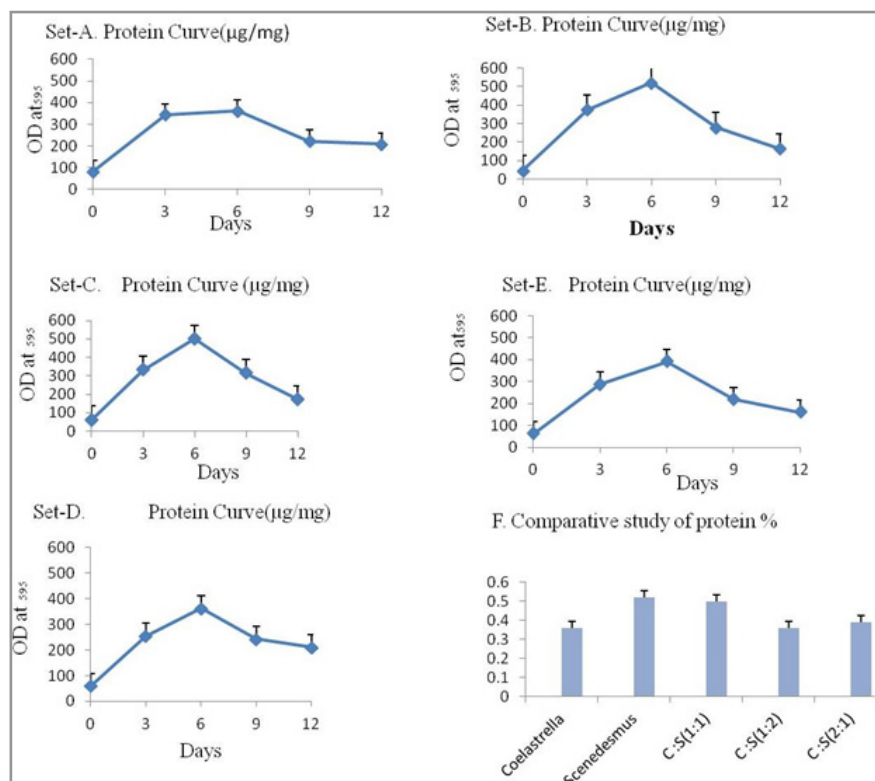 Set-A. Protein Curve(µg/mg)
OD at595
600
500
400
300
200
100
0
0 3 6 9 12
Days
Set-B. Protein Curve(µg/mg)
OD at595
600
500
400
300
200
100
0
0 3 6 9 12
Days
Set-C. Protein Curve (µg/mg)
OD at 595
600
500
400
300
200
100
0
0 3 6 9 12
Days
Set-E. Protein Curve(µg/mg)
OD at595
600
500
400
300
200
100
0
0 3 6 9 12
Days
Set-D. Protein Curve(µg/mg)
OD at 595
600
500
400
300
200
100
0
0 3 6 9 12
Days
F. Comparative study of protein %
0.6
0.5
0.4
0.3
0.2
0.1
0
Coelastrella
Scenedesmus
C:S(1:1)
C:S(1:2)
C:S(2:1)